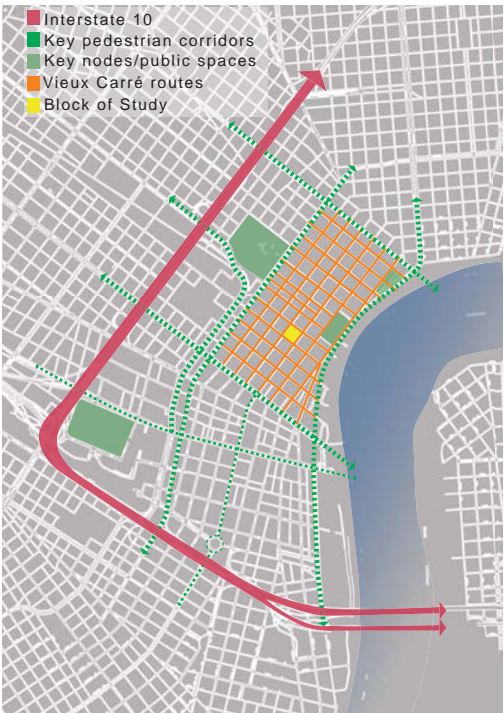 Interstate 10
Key pedestrian corridors
Key nodes/public spaces
Vieux Carré routes
Block of Study